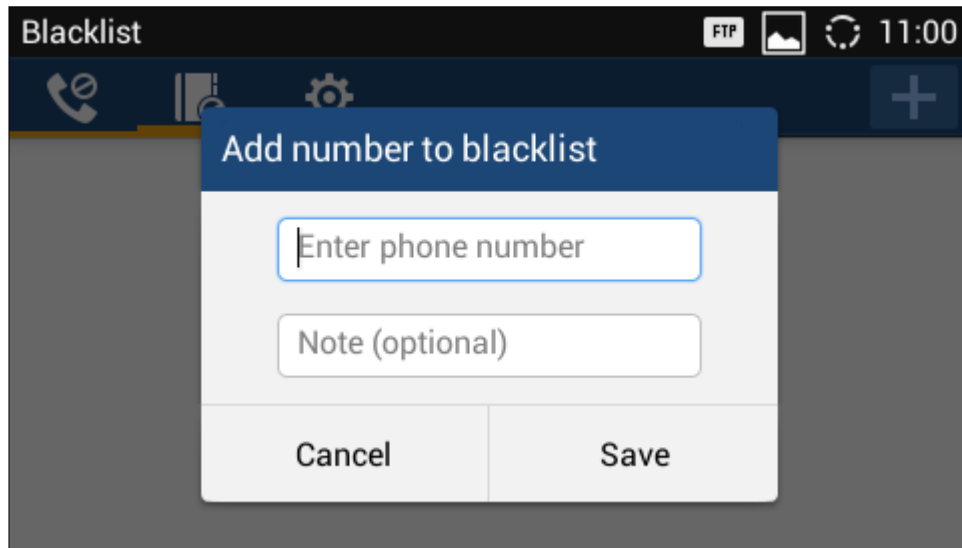 Blacklist FTP 11:00
Add number to blacklist
Enter phone number
Note (optional)
Cancel Save